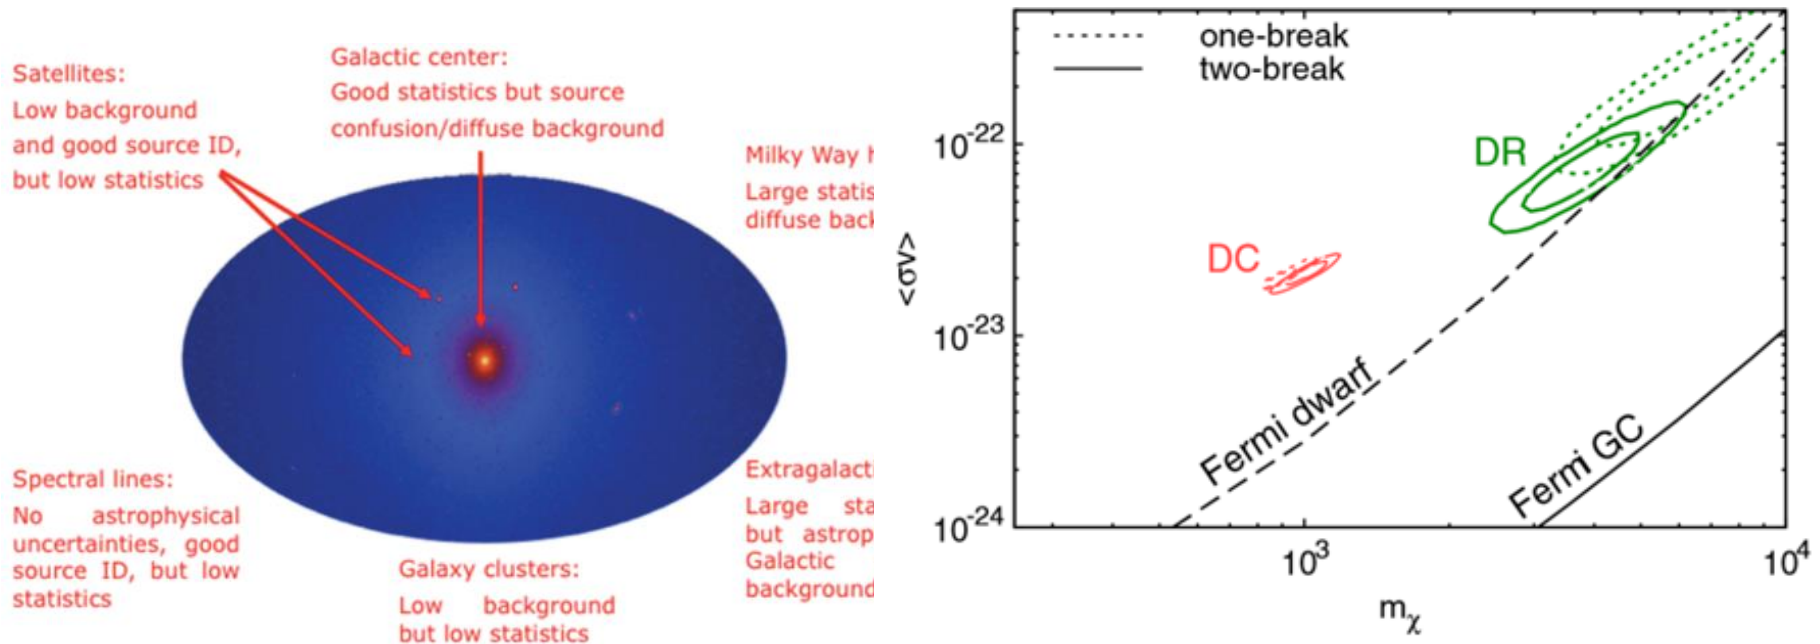 Satellites:
Low background
and good source ID,
but low statistics
Galactic center:
Good statistics but source
confusion/diffuse background
Milky Way
Large
diffuse
Spectral lines:
No astrophysical
uncertainties, good
source ID, but low
statistics
Galaxy clusters:
Low background
but low statistics
Large
but
Galactic
one-break
two-break
10^-22
10^-23
10^-24
<σv>
DR
DC
Fermi dwarf
Fermi GC
10^3
10^4
m_χ